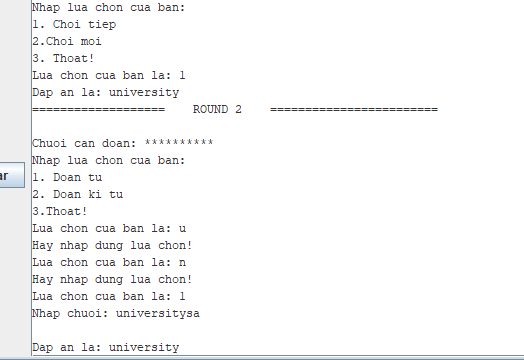 Nhap lua chon cua ban:
1. Choi tiep
2.Choi moi
3. Thoat!
Lua chon cua ban la: 1
Dap an la: university
=================== ROUND 2 ========================
Chuoi can doan: **********
Nhap lua chon cua ban:
1. Doan tu
2. Doan ki tu
3.Thoat!
Lua chon cua ban la: u
Hay nhap dung lua chon!
Lua chon cua ban la: n
Hay nhap dung lua chon!
Lua chon cua ban la: 1
Nhap chuoi: universitysa
Dap an la: university